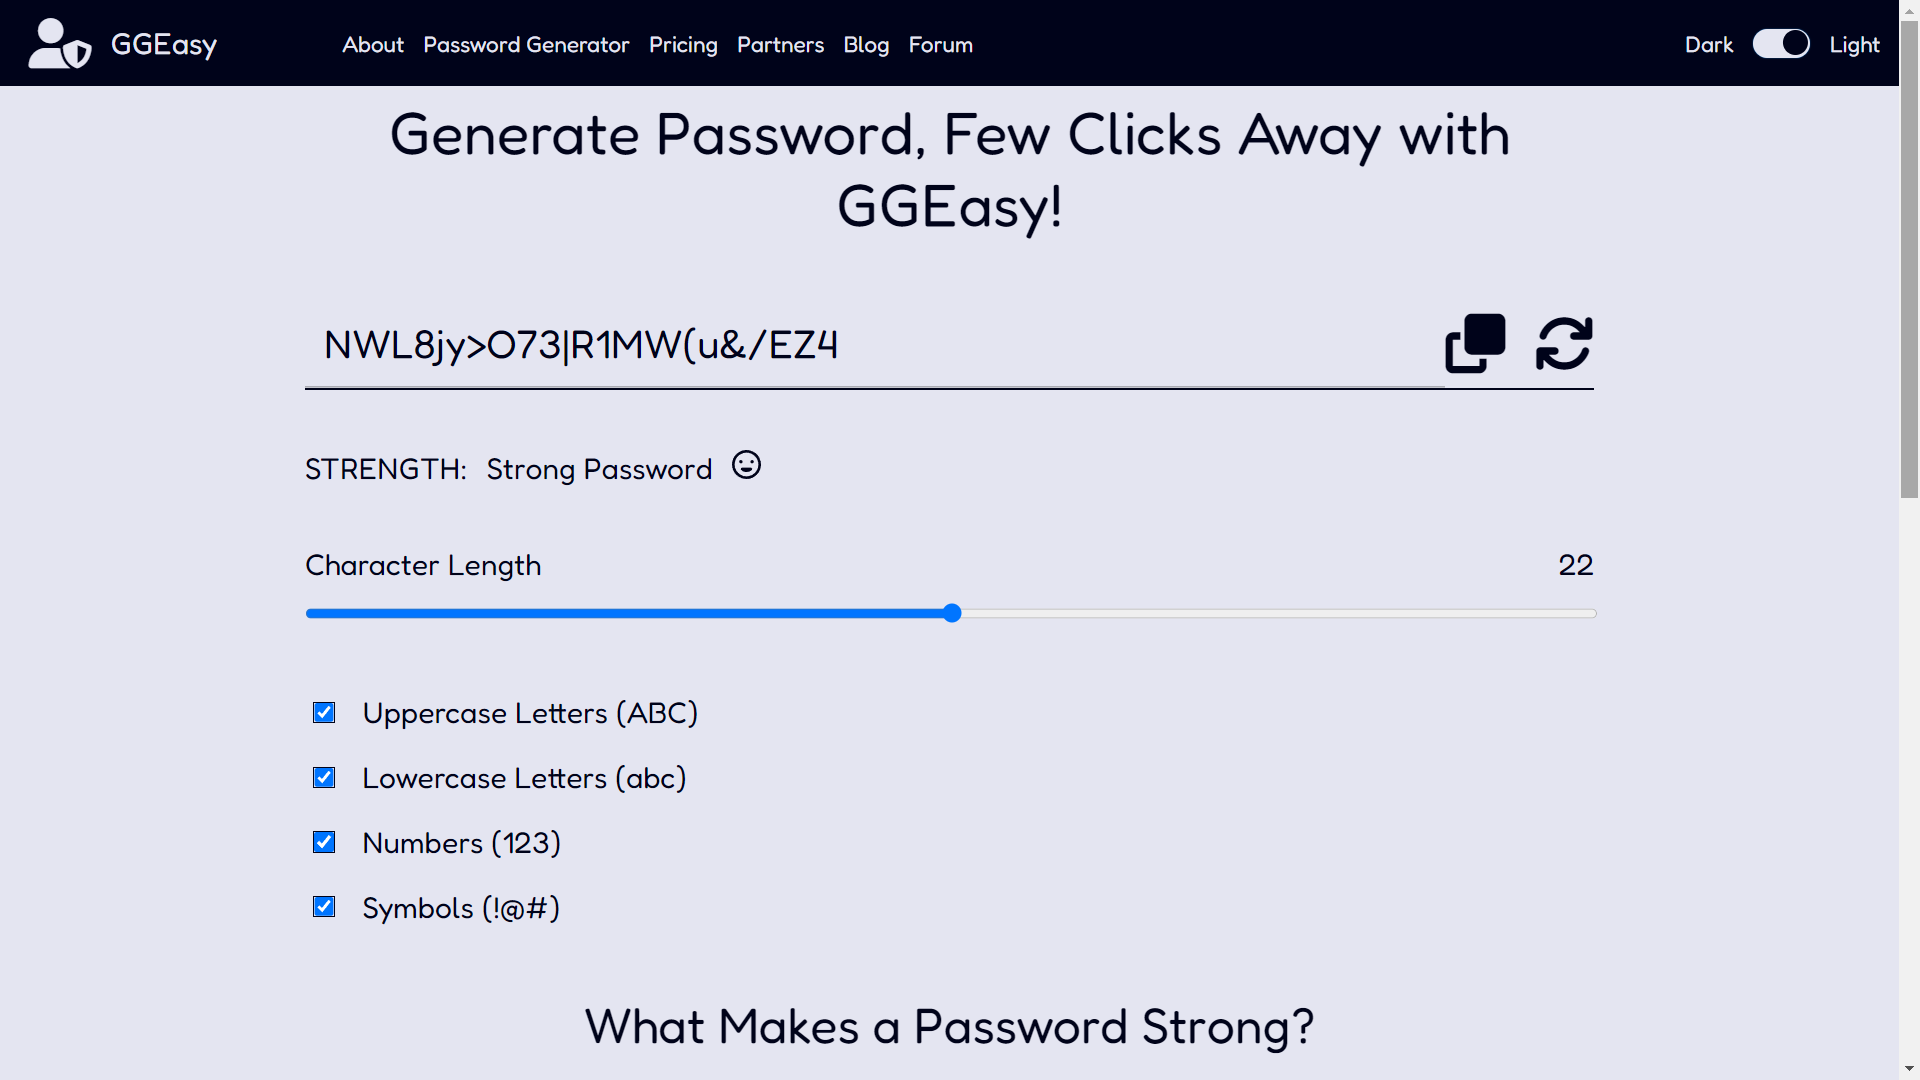 GGEasy
About Password Generator Pricing Partners Blog Forum
Dark Light
Generate Password, Few Clicks Away with
GGEasy!
NWL8jy>O73|R1MW(u&/EZ4
STRENGTH: Strong Password
Character Length 22
Uppercase Letters (ABC)
Lowercase Letters (abc)
Numbers (123)
Symbols (!@#)
What Makes a Password Strong?